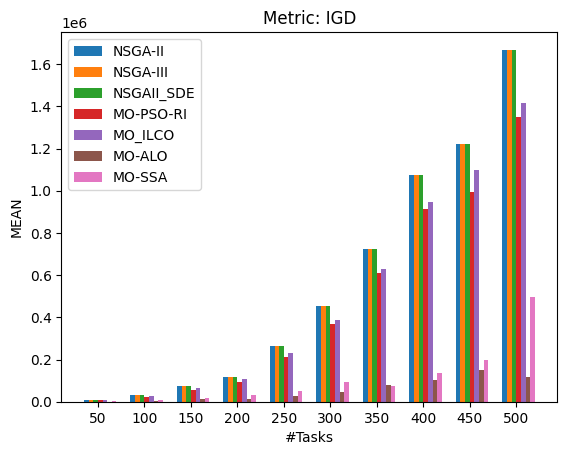 Metric: IGD
1e6
NSGA-II
NSGA-III
NSGAII_SDE
MO-PSO-RI
MO_ILCO
MO-ALO
MO-SSA
MEAN
1.6
1.4
1.2
1.0
0.8
0.6
0.4
0.2
0.0
50 100 150 200 250 300 350 400 450 500
#Tasks